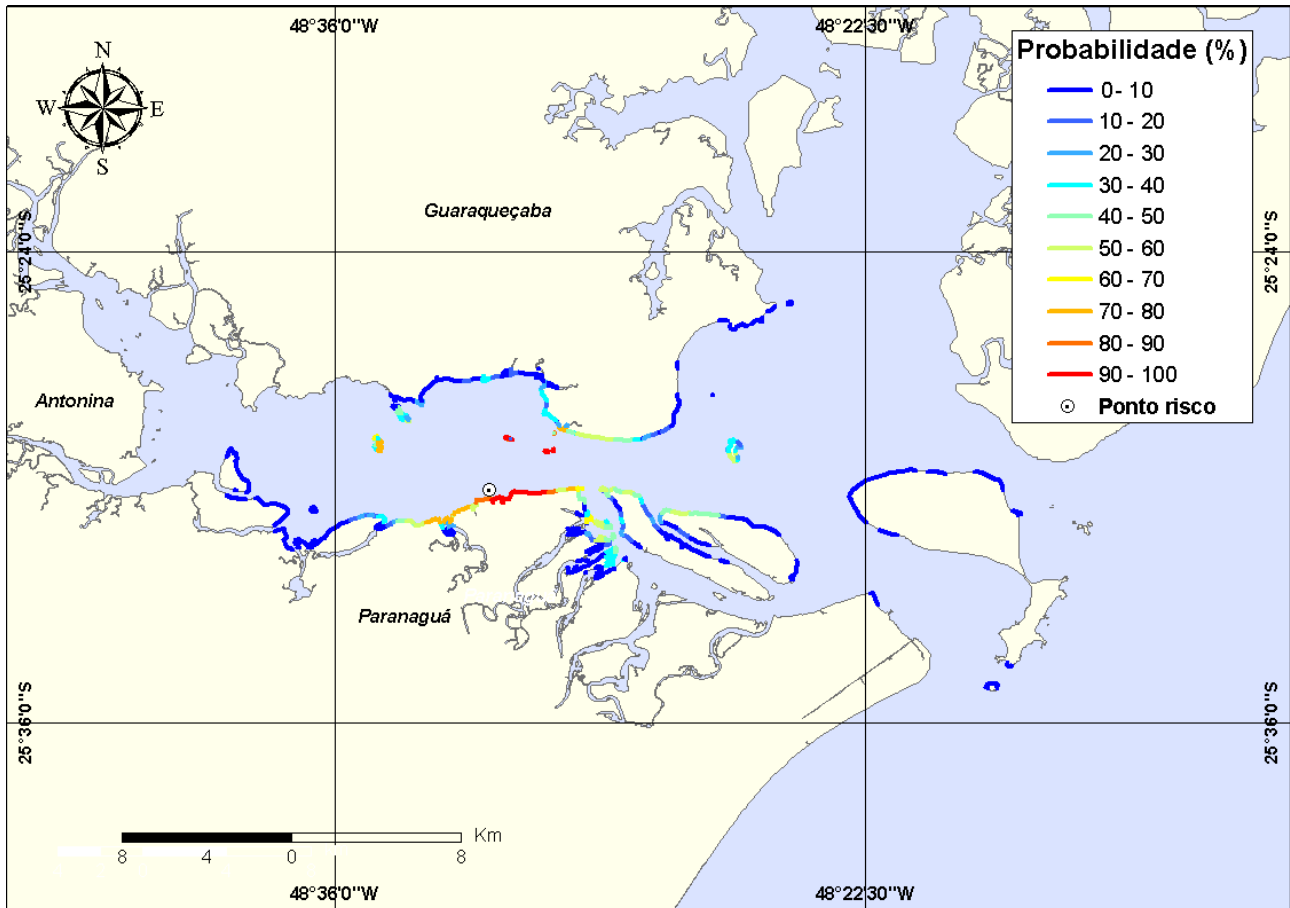 48°36'0"W
48°22'30"W
N
W
E
S
Probabilidade (%)
0- 10
10 - 20
20 - 30
30 - 40
40 - 50
50 - 60
60 - 70
70 - 80
80 - 90
90 - 100
Ponto risco
Guaraqueçaba
25°24'0"S
25°24'0"S
Antonina
Paranaguá
25°36'0"S
25°36'0"S
Km
8
4
0
8
48°36'0"W
48°22'30"W